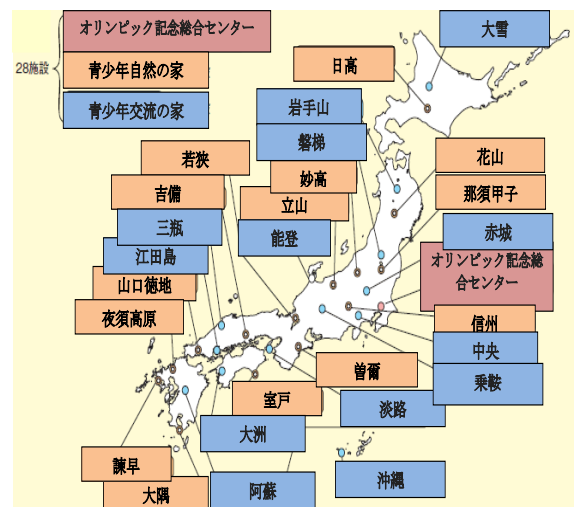 オリンピック記念総合センター
28施設
青少年自然の家
青少年交流の家
大雪
日高
岩手山
磐梯
花山
若狭
妙高
那須甲子
吉備
立山
三瓶
能登
赤城
江田島
オリンピック記念総
合センター
山口徳地
夜須高原
信州
中央
曽爾
乗鞍
室戸
淡路
大洲
諫早
大隅
阿蘇
沖縄